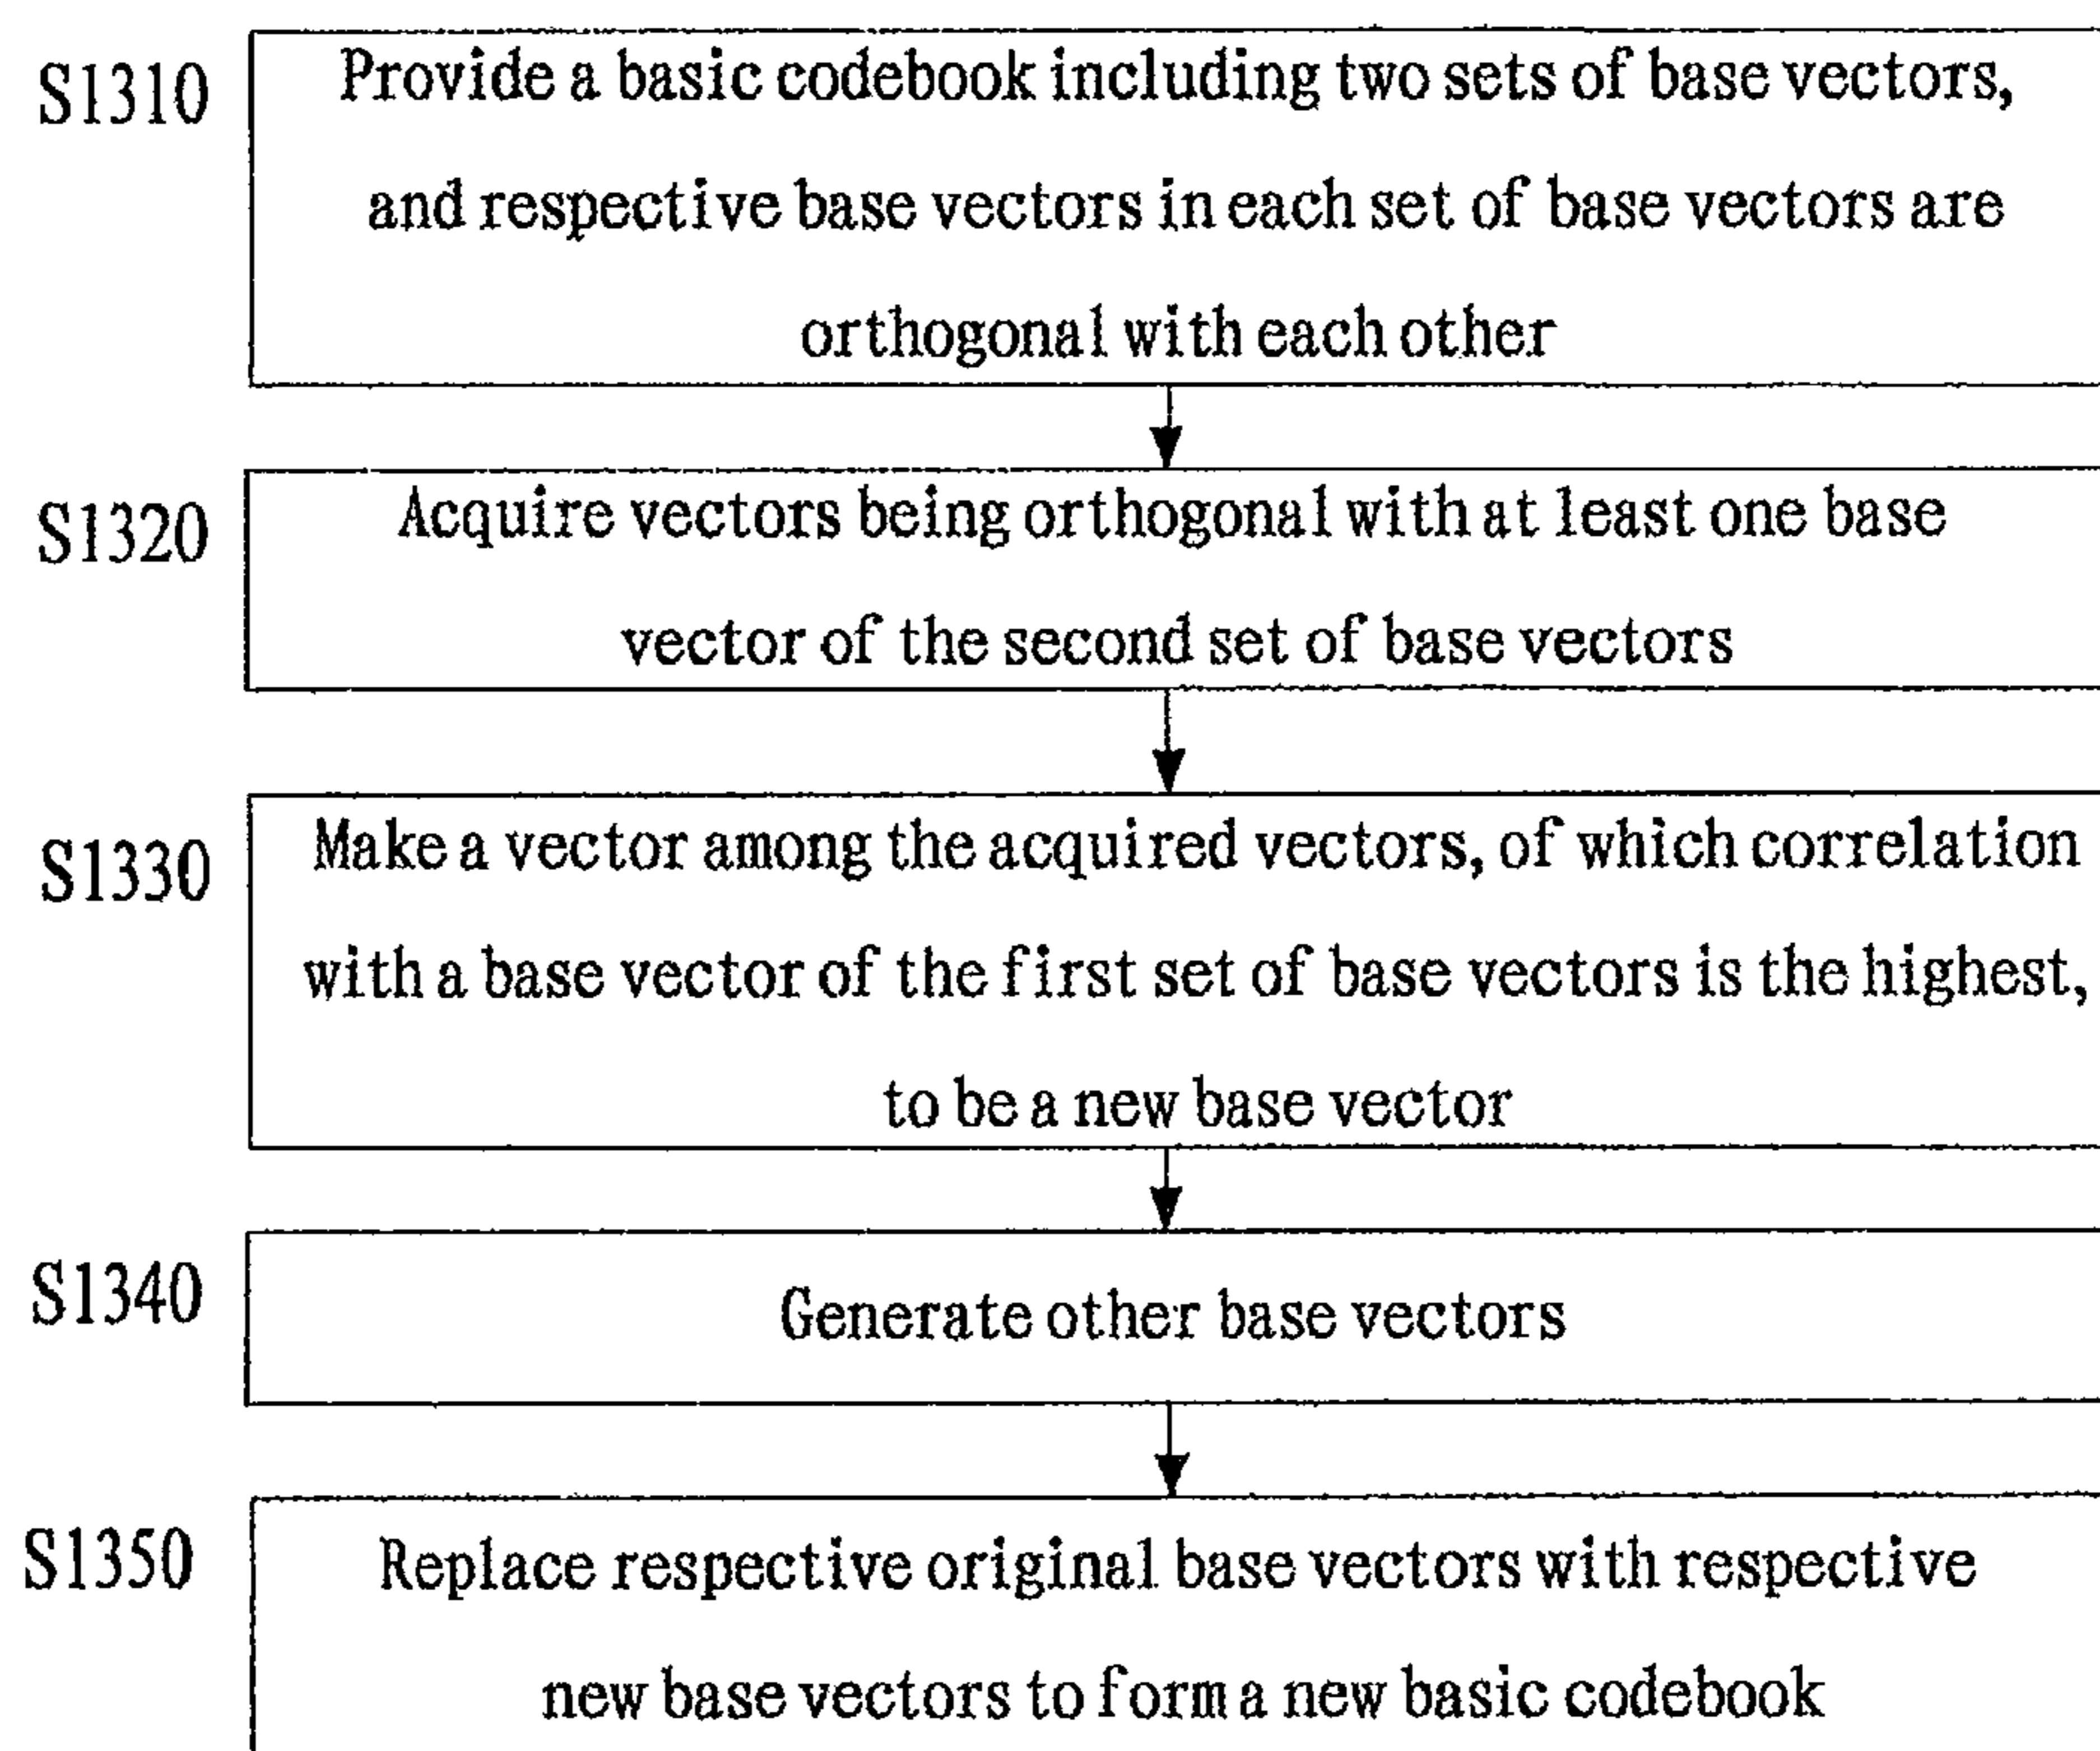 S1310
Provide a basic codebook including two sets of base vectors,
and respective base vectors in each set of base vectors are
orthogonal with each other
S1320
Acquire vectors being orthogonal with at least one base
vector of the second set of base vectors
S1330
Make a vector among the acquired vectors, of which correlation
with a base vector of the first set of base vectors is the highest,
to be a new base vector
S1340
Generate other base vectors
S1350
Replace respective original base vectors with respective
new base vectors to form a new basic codebook